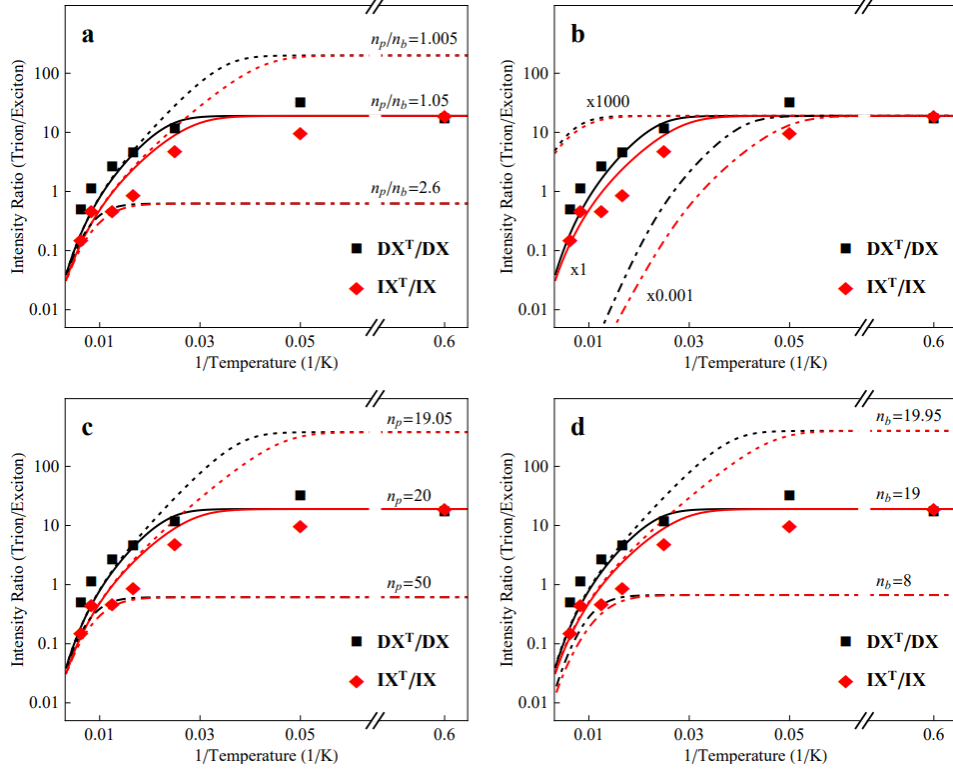 a
n_p/n_b=1.005
n_p/n_b=1.05
n_p/n_b=2.6
100
10
1
0.1
0.01
Intensity Ratio (Trion/Exciton)
DX^T/DX
IX^T/IX
0.01
0.03
0.05
0.6
1/Temperature (1/K)
b
x1000
x1
x0.001
100
10
1
0.1
0.01
Intensity Ratio (Trion/Exciton)
DX^T/DX
IX^T/IX
0.01
0.03
0.05
0.6
1/Temperature (1/K)
c
n_p=19.05
n_p=20
n_p=50
100
10
1
0.1
0.01
Intensity Ratio (Trion/Exciton)
DX^T/DX
IX^T/IX
0.01
0.03
0.05
0.6
1/Temperature (1/K)
d
n_b=19.95
n_b=19
n_b=8
100
10
1
0.1
0.01
Intensity Ratio (Trion/Exciton)
DX^T/DX
IX^T/IX
0.01
0.03
0.05
0.6
1/Temperature (1/K)